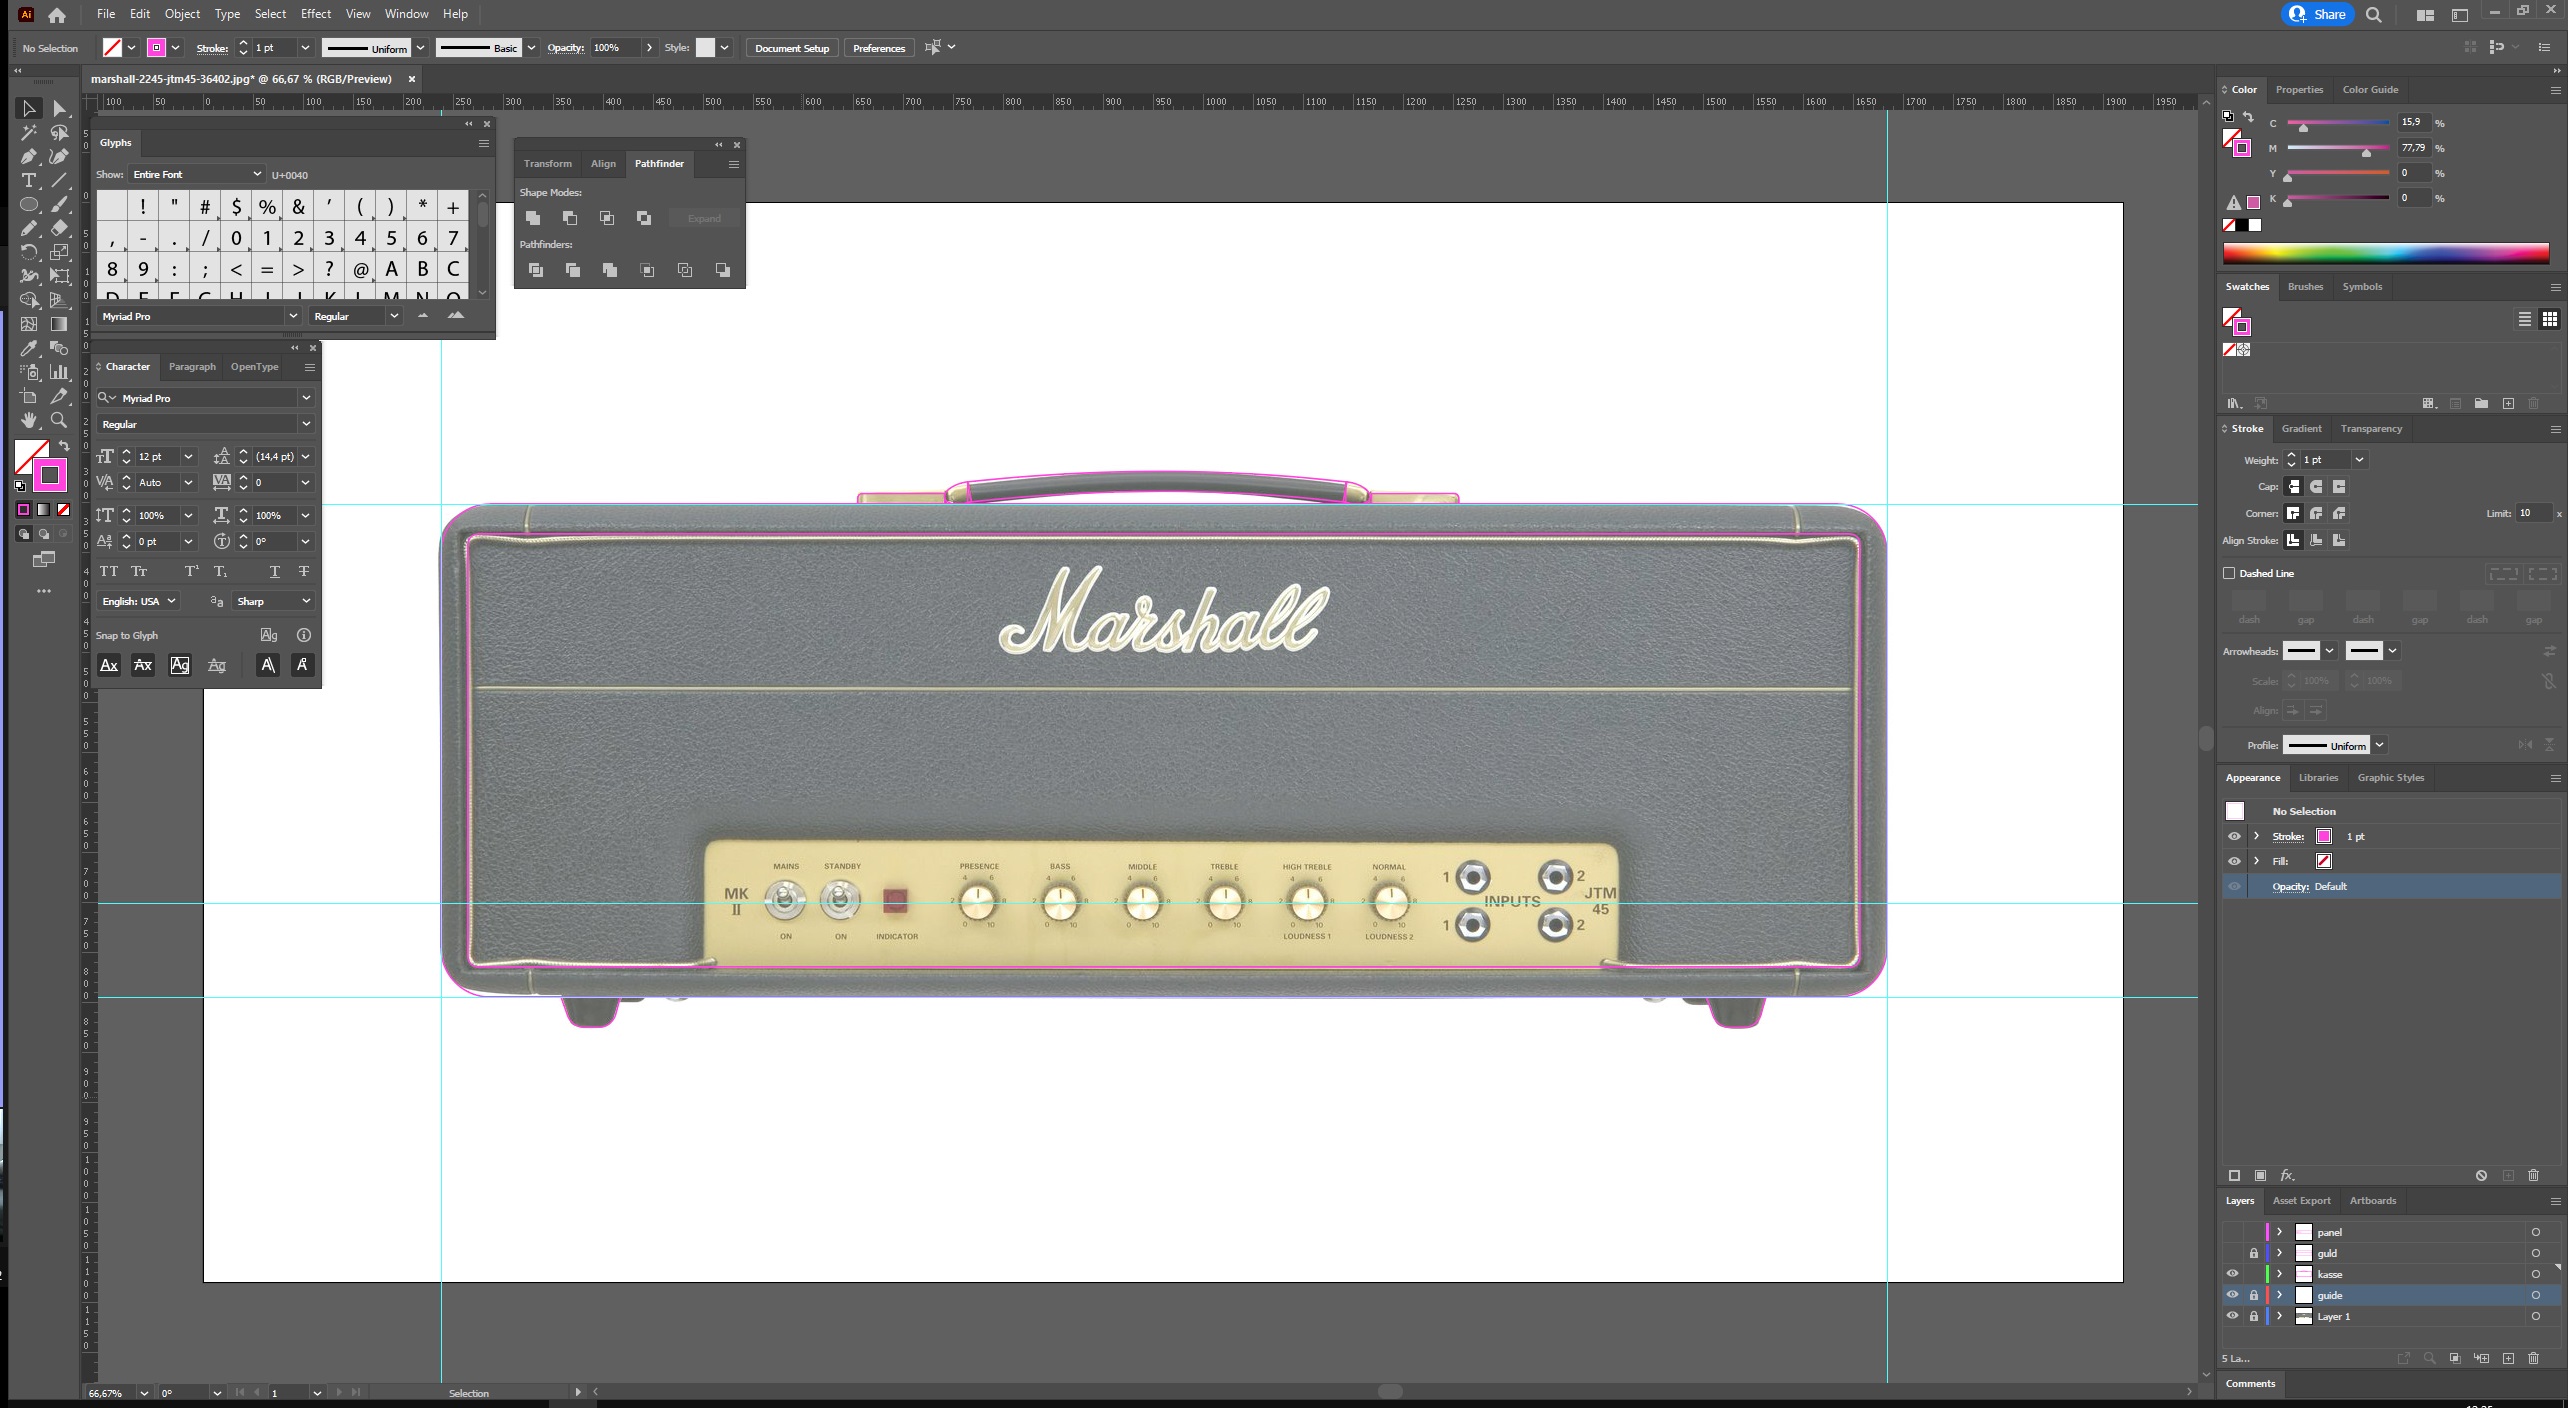 Ai File Edit Object Type Select Effect View Window Help Share
No Selection Stroke: 1 pt Uniform Basic Opacity: 100% Style: Document Setup Preferences
marshall-2245-jtm45-36402.jpg* @ 66,67 % (RGB/Preview)
100 50 0 50 100 150 200 250 300 350 400 450 500 550 600 650 700 750 800 850 900 950 1000 1050 1100 1150 1200 1250 1300 1350 1400 1450 1500 1550 1600 1650 1700 1750 1800 1850 1900 1950
Glyphs
Show: Entire Font U+0040
! " # $ % & ’ ( ) * +
, - . / 0 1 2 3 4 5 6 7
8 9 : ; < = > ? @ A B C
Myriad Pro Regular
Transform Align Pathfinder
Shape Modes:
Expand
Pathfinders:
Character Paragraph OpenType
Myriad Pro
Regular
12 pt (14,4 pt)
Auto 0
100% 100%
0 pt 0°
English: USA Sharp
Snap to Glyph
Marshall
MAINS STANDBY PRESENCE BASS MIDDLE TREBLE HIGH TREBLE NORMAL
MK II
1 2
INPUTS
JTM 45
1 2
ON ON INDICATOR LOUDNESS 1 LOUDNESS 2
Color Properties Color Guide
C 15,9 %
M 77,79 %
Y 0 %
K 0 %
Swatches Brushes Symbols
Stroke Gradient Transparency
Weight: 1 pt
Cap:
Corner: Limit: 10 x
Align Stroke:
Dashed Line
dash gap dash gap dash gap
Arrowheads:
Scale: 100% 100%
Align:
Profile: Uniform
Appearance Libraries Graphic Styles
No Selection
Stroke: 1 pt
Fill:
Opacity: Default
fx
Layers Asset Export Artboards
panel
guld
kasse
guide
Layer 1
5 La...
Comments
66,67% 0° 1 Selection